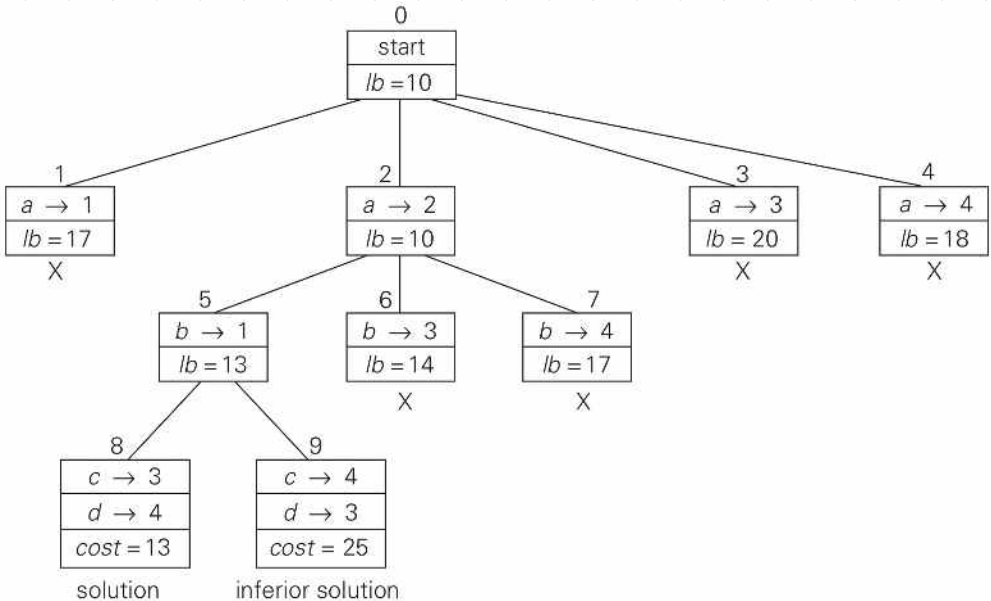 0
start
lb = 10
1 2 3 4
a → 1 a → 2 a → 3 a → 4
lb = 17 lb = 10 lb = 20 lb = 18
X X X
5 6 7
b → 1 b → 3 b → 4
lb = 13 lb = 14 lb = 17
X X
8 9
c → 3 c → 4
d → 4 d → 3
cost = 13 cost = 25
solution inferior solution